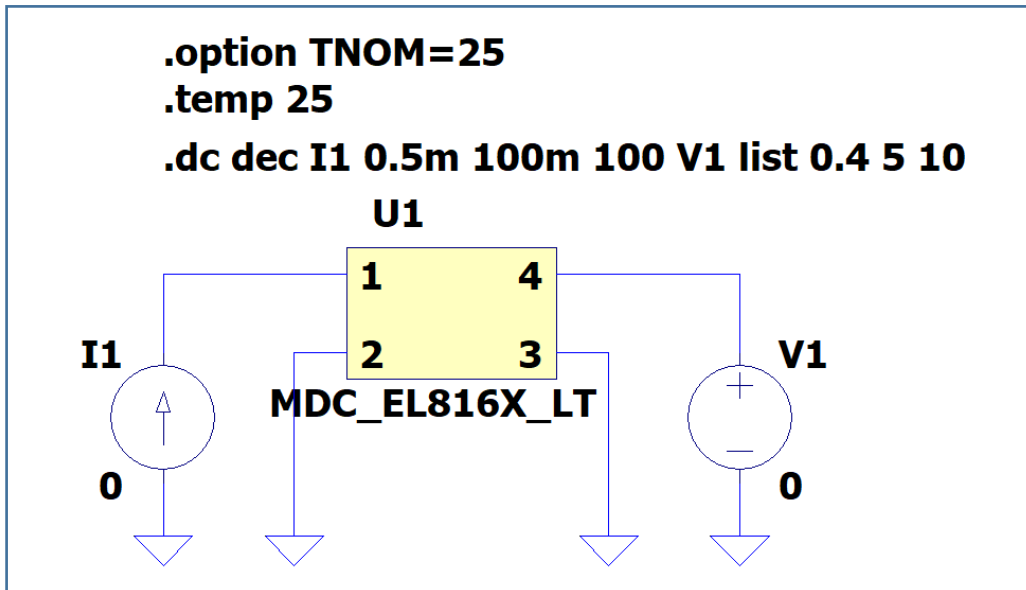 .option TNOM=25
.temp 25
.dc dec I1 0.5m 100m 100 V1 list 0.4 5 10
U1
1 4
I1 2 3 V1
MDC_EL816X_LT
0 0